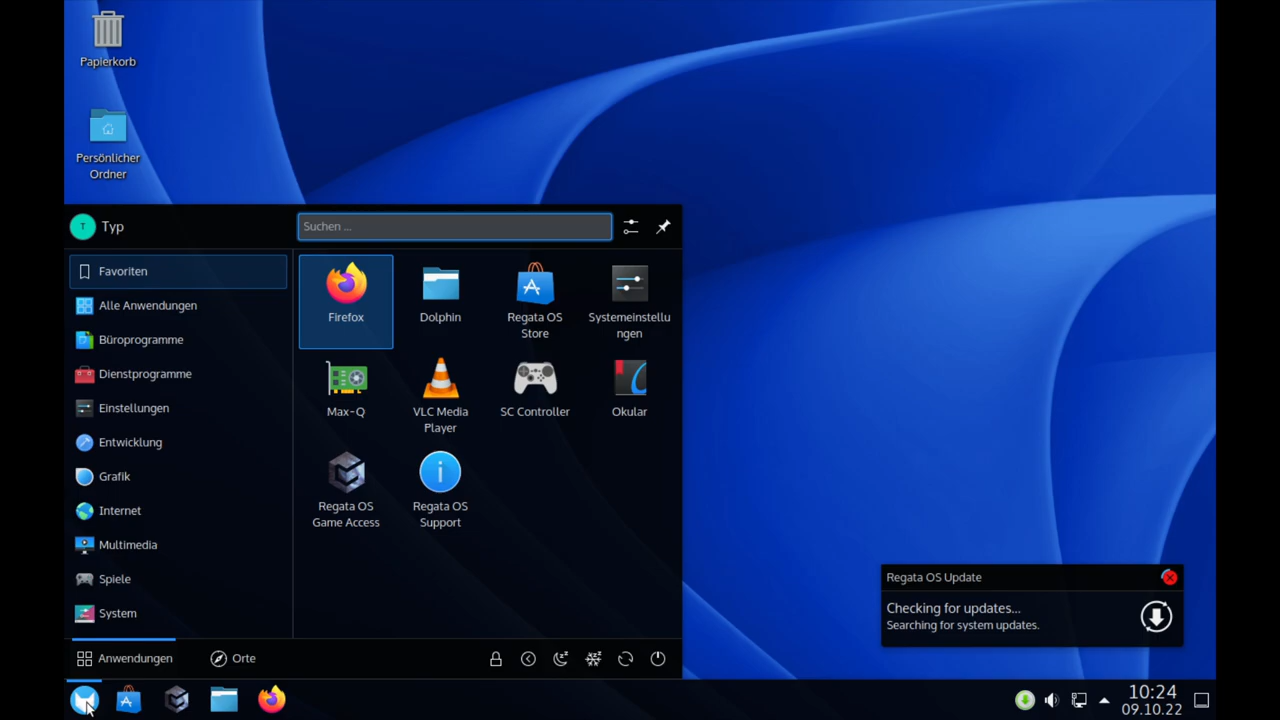 Papierkorb
Persönlicher
Ordner
T Typ
Suchen ...
Favoriten
Alle Anwendungen
Büroprogramme
Dienstprogramme
Einstellungen
Entwicklung
Grafik
Internet
Multimedia
Spiele
System
Firefox
Dolphin
Regata OS
Store
Systemeinstellu
ngen
Max-Q
VLC Media
Player
SC Controller
Okular
Regata OS
Game Access
Regata OS
Support
Anwendungen
Orte
Regata OS Update
Checking for updates...
Searching for system updates.
10:24
09.10.22